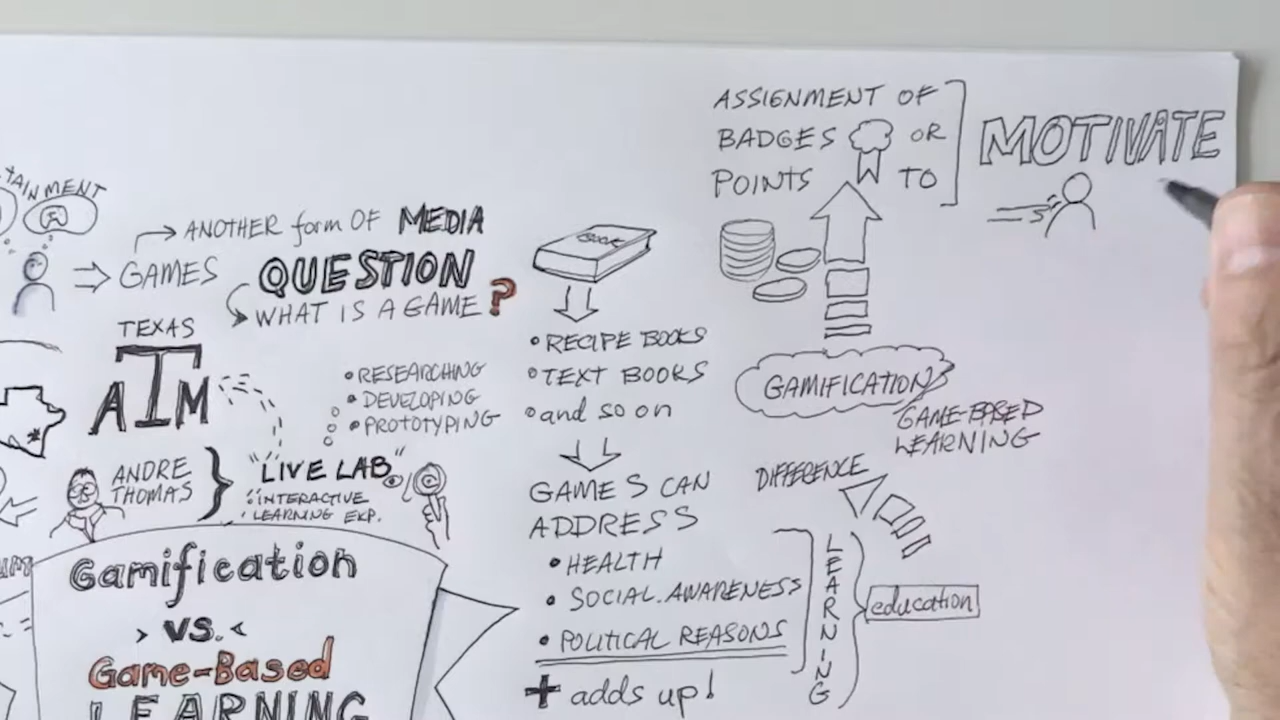 TAINMENT
ANOTHER form OF MEDIA
GAMES
QUESTION
WHAT IS A GAME?
TEXAS
ATM
• RESEARCHING
• DEVELOPING
• PROTOTYPING
ANDRE
THOMAS
"LIVE LAB"
INTERACTIVE
LEARNING EXP.
Gamification
> VS. <
Game-Based
LEARNING
BOOK
• RECIPE BOOKS
• TEXT BOOKS
• and so on
GAMES CAN
ADDRESS
• HEALTH
• SOCIAL AWARENESS
• POLITICAL REASONS
+ adds up!
LEARNING
education
DIFFERENCE
GAMIFICATION
GAME-BASED
LEARNING
ASSIGNMENT OF
BADGES OR
POINTS TO
MOTIVATE